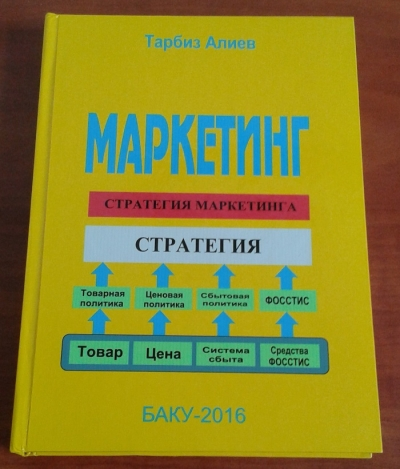 Тарбиз Алиев
МАРКЕТИНГ
СТРАТЕГИЯ МАРКЕТИНГА
СТРАТЕГИЯ
Товарная политика
Ценовая политика
Сбытовая политика
ФОССТИС
Товар
Цена
Система сбыта
Средства ФОССТИС
БАКУ-2016